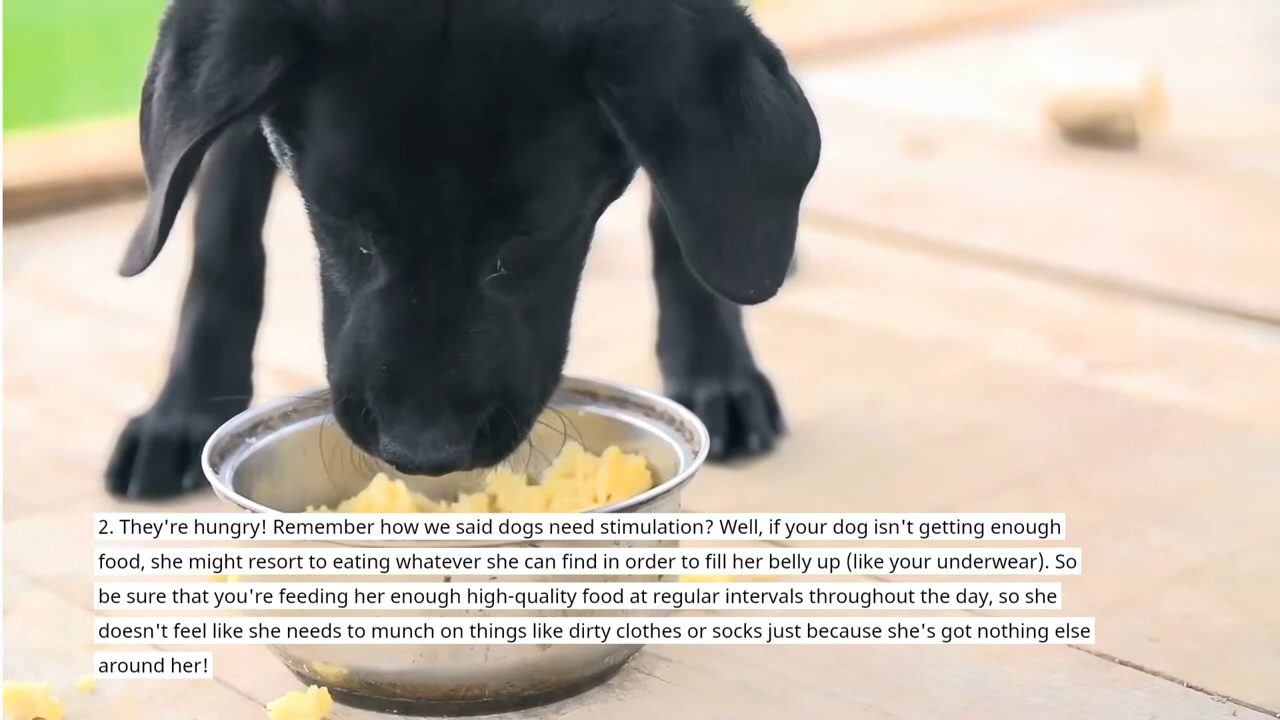 2. They're hungry! Remember how we said dogs need stimulation? Well, if your dog isn't getting enough
food, she might resort to eating whatever she can find in order to fill her belly up (like your underwear). So
be sure that you're feeding her enough high-quality food at regular intervals throughout the day, so she
doesn't feel like she needs to munch on things like dirty clothes or socks just because she's got nothing else
around her!